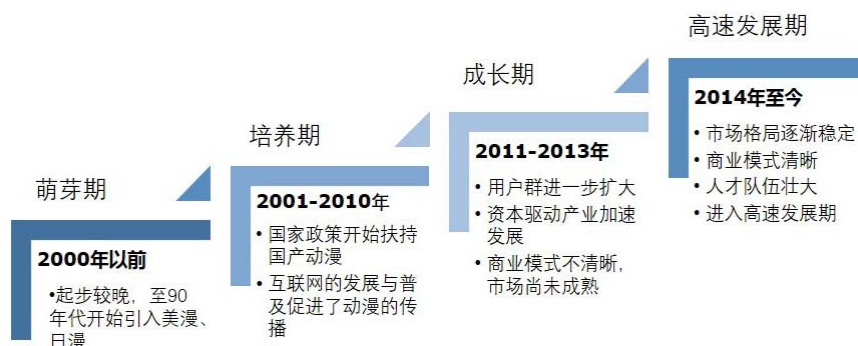 萌芽期
2000年以前
•起步较晚，至90
年代开始引入美漫、
日漫
培养期
2001-2010年
• 国家政策开始扶持
国产动漫
• 互联网的发展与普
及促进了动漫的传
播
成长期
2011-2013年
• 用户群进一步扩大
• 资本驱动产业加速
发展
• 商业模式不清晰，
市场尚未成熟
高速发展期
2014年至今
• 市场格局逐渐稳定
• 商业模式清晰
• 人才队伍壮大
• 进入高速发展期